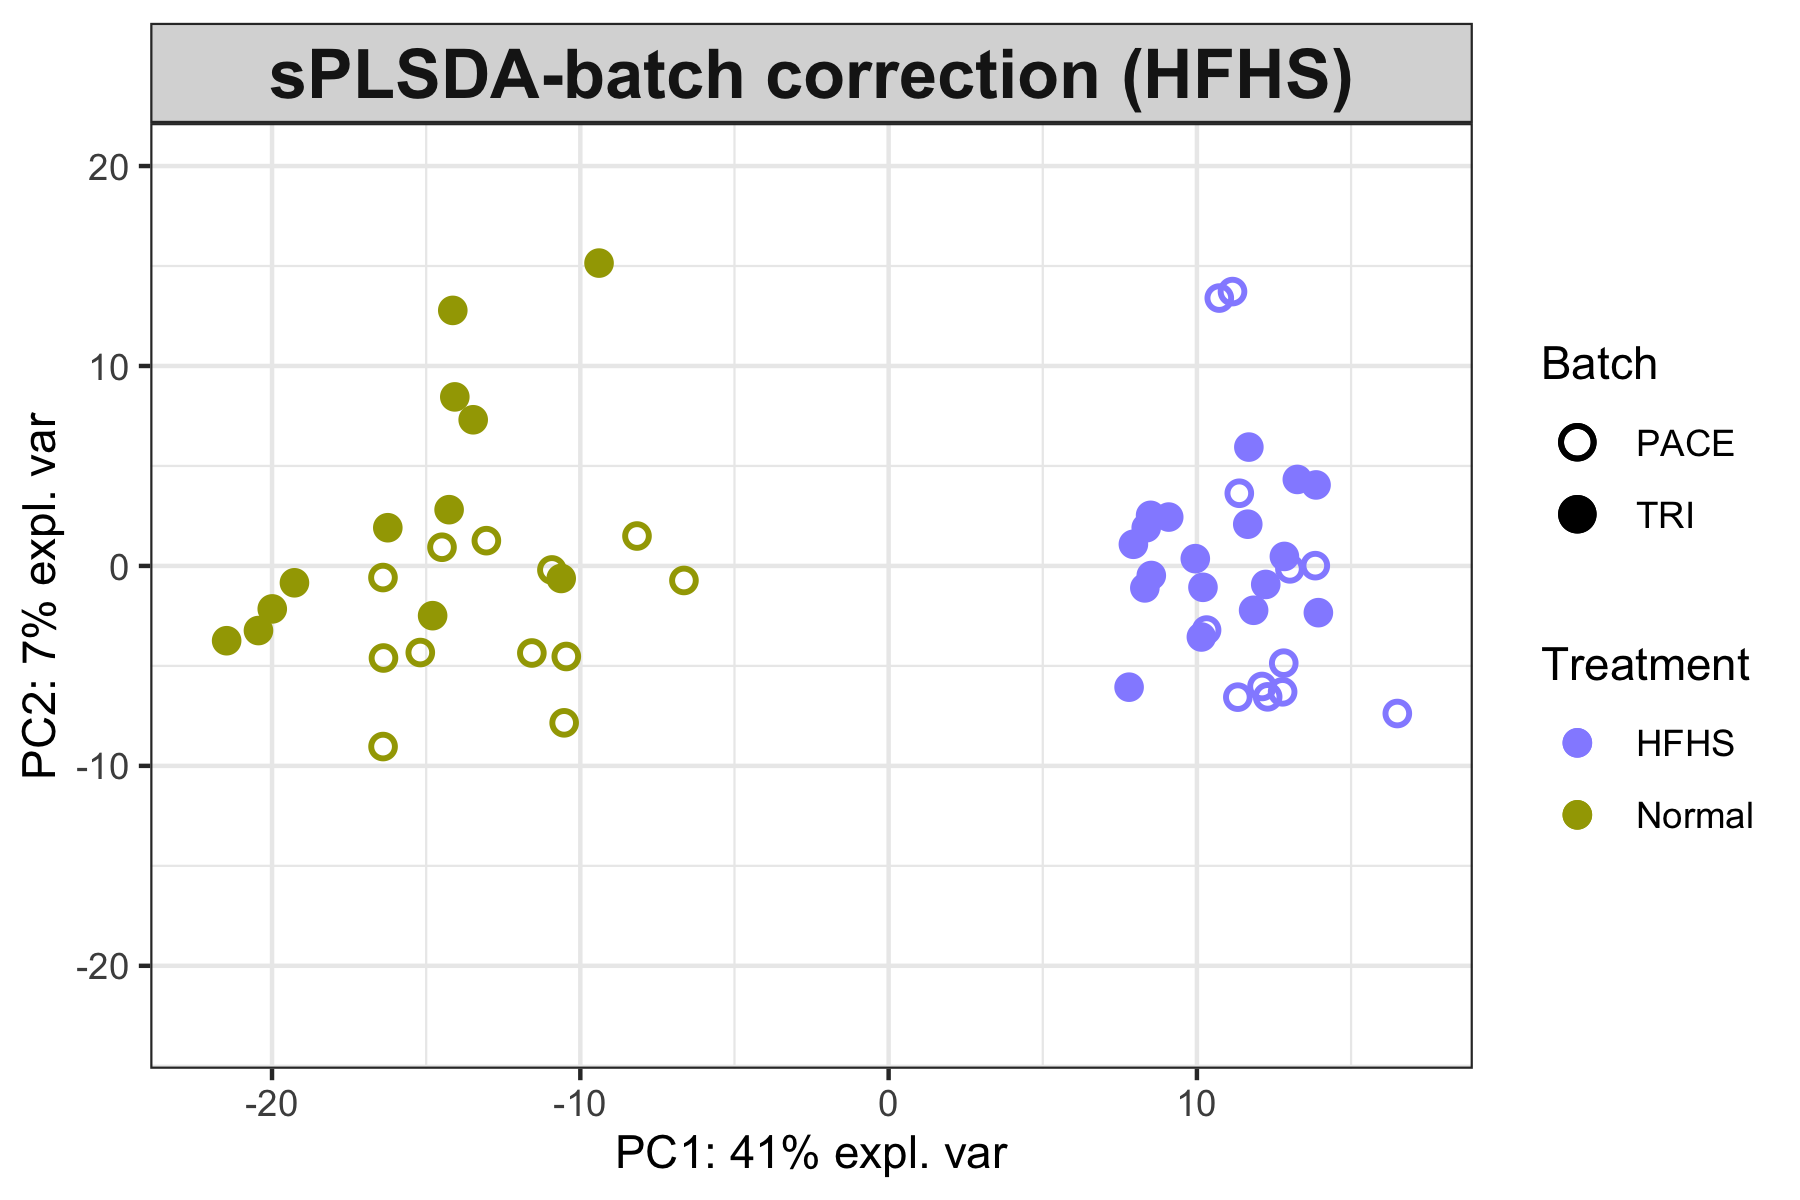 sPLSDA-batch correction (HFHS)
20
10
0
-10
-20
PC2: 7% expl. var
-20
-10
0
10
PC1: 41% expl. var
Batch
PACE
TRI
Treatment
HFHS
Normal